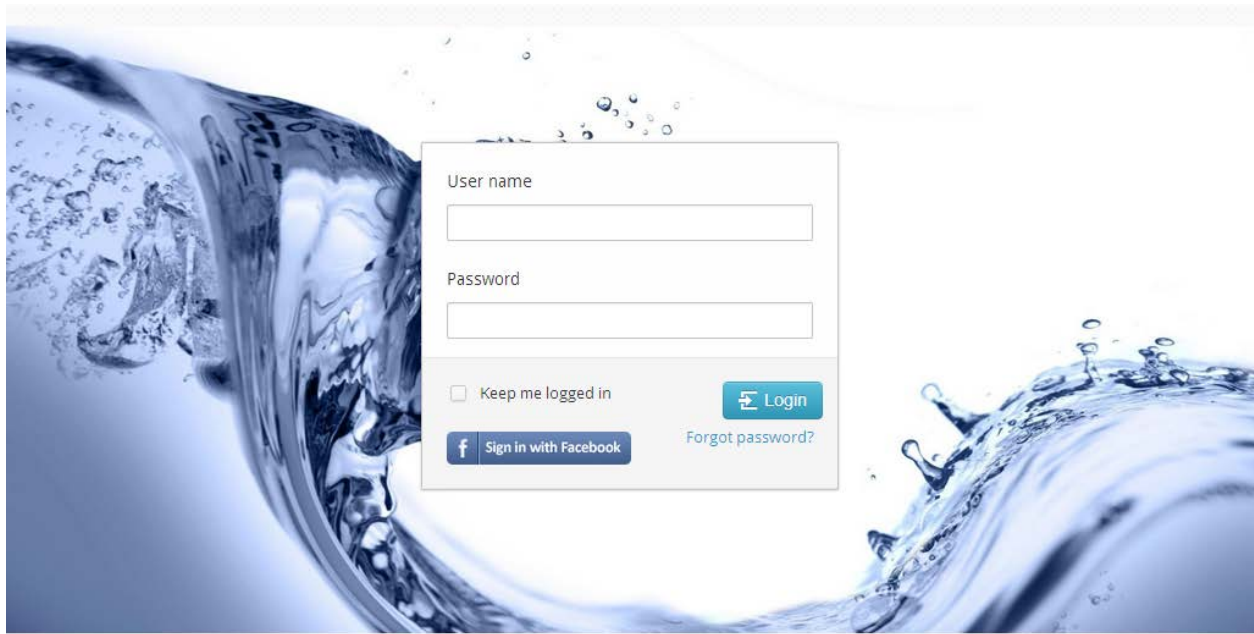 User name
Password
Keep me logged in
Login
f Sign in with Facebook
Forgot password?